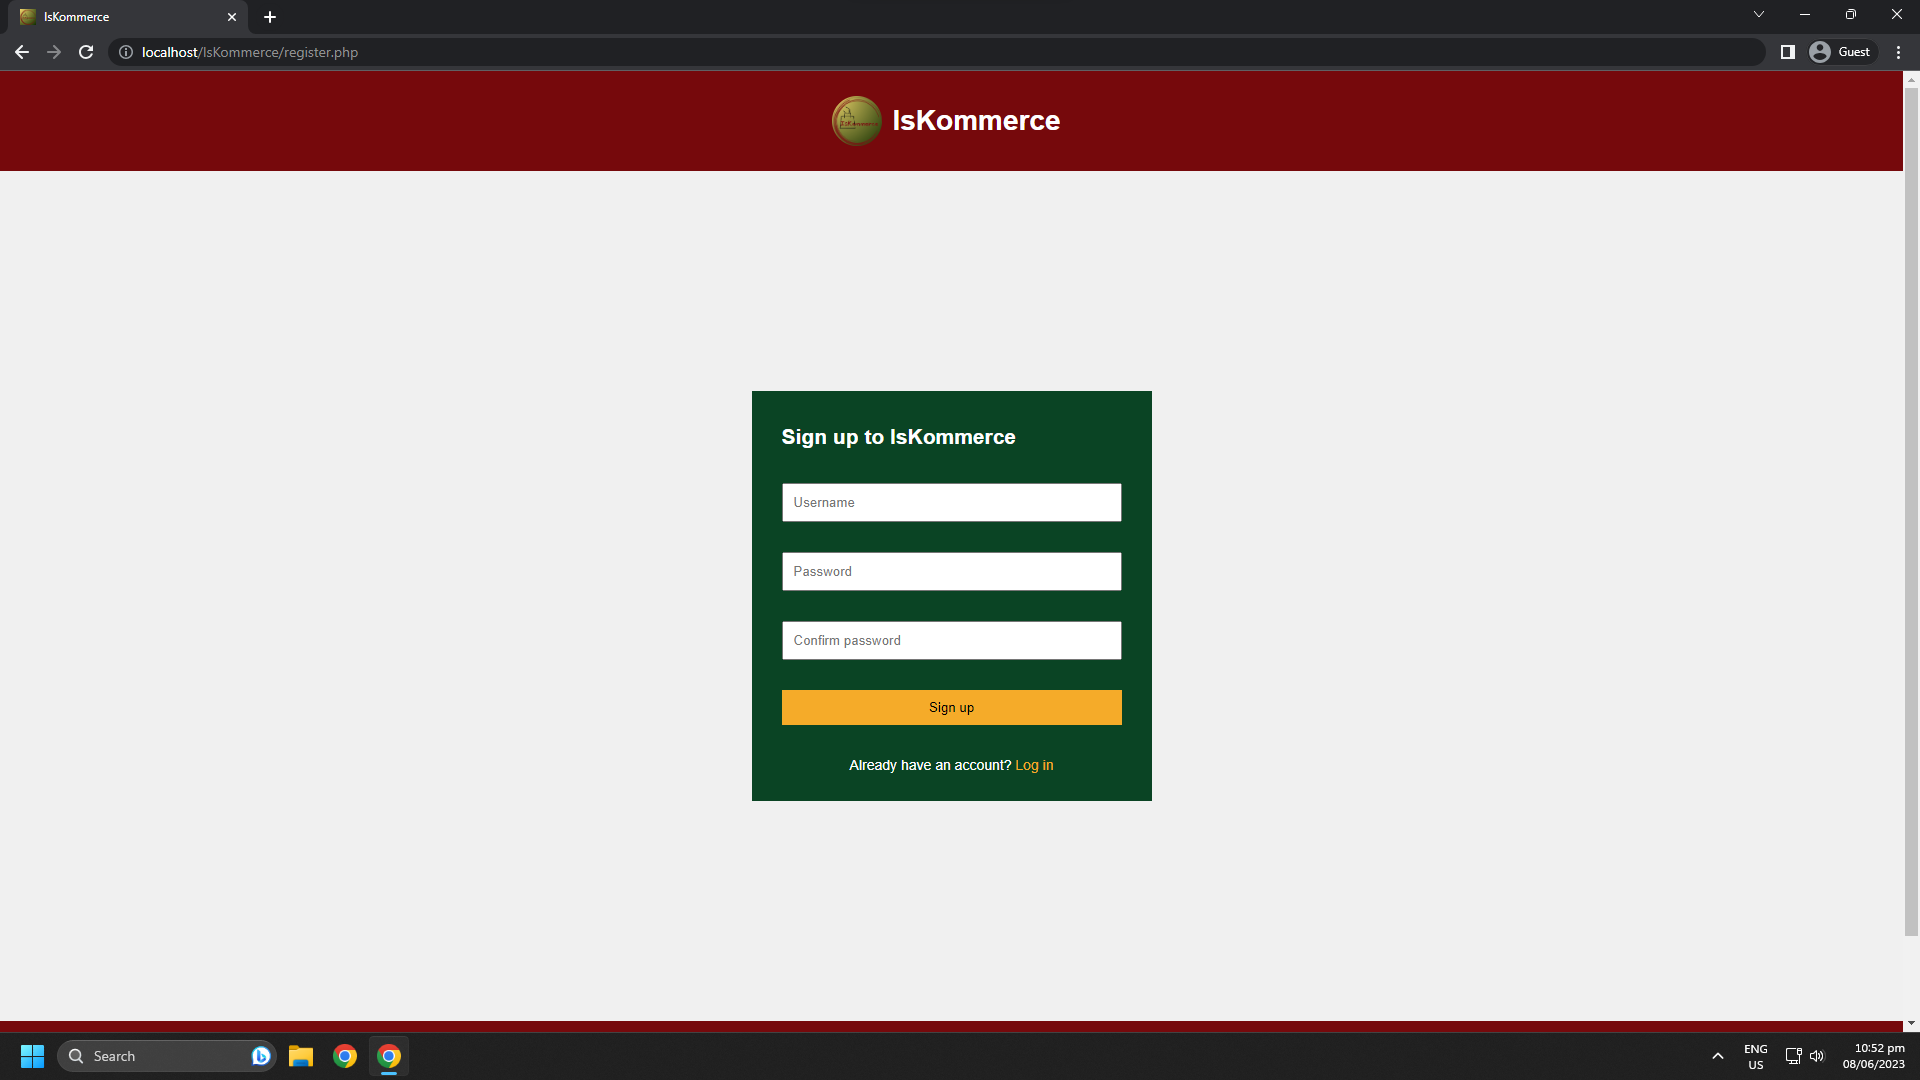 IsKommerce
localhost/IsKommerce/register.php
Guest
IsKommerce
IsKommerce
Sign up to IsKommerce
Username
Password
Confirm password
Sign up
Already have an account? Log in
Search
ENG
US
10:52 pm
08/06/2023